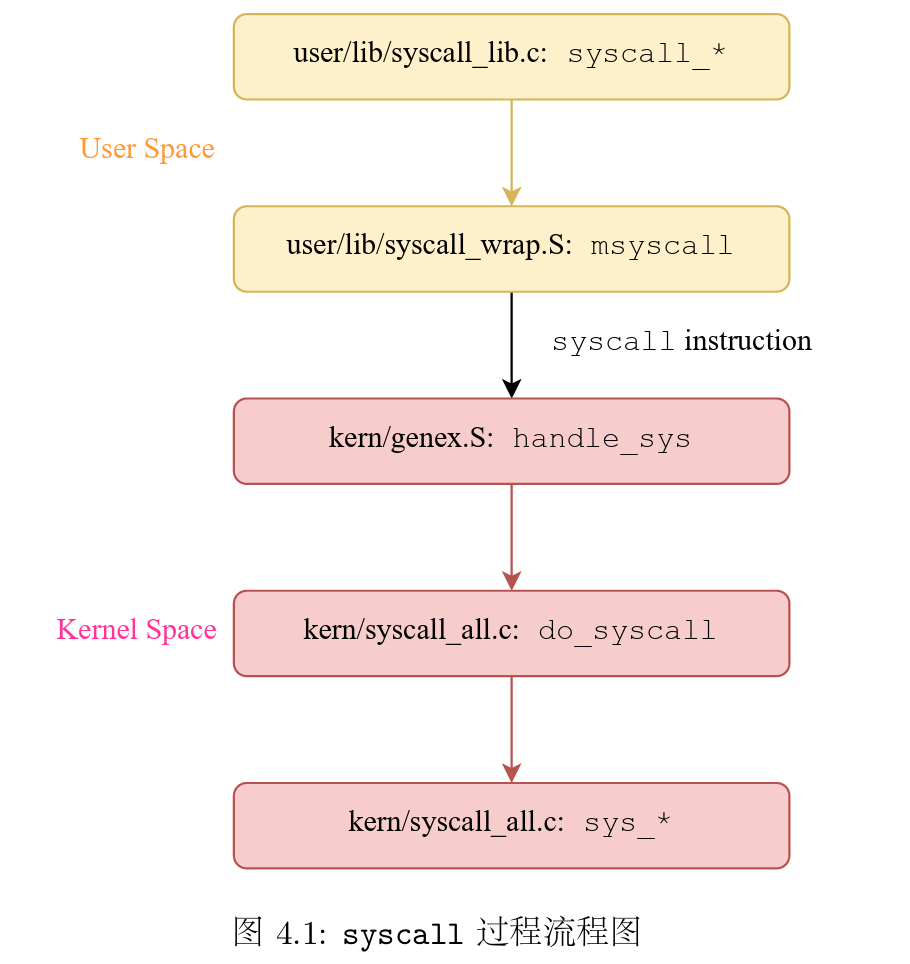 user/lib/syscall_lib.c: syscall_*
User Space
user/lib/syscall_wrap.S: msyscall
syscall instruction
kern/genex.S: handle_sys
Kernel Space
kern/syscall_all.c: do_syscall
kern/syscall_all.c: sys_*
图 4.1: syscall 过程流程图